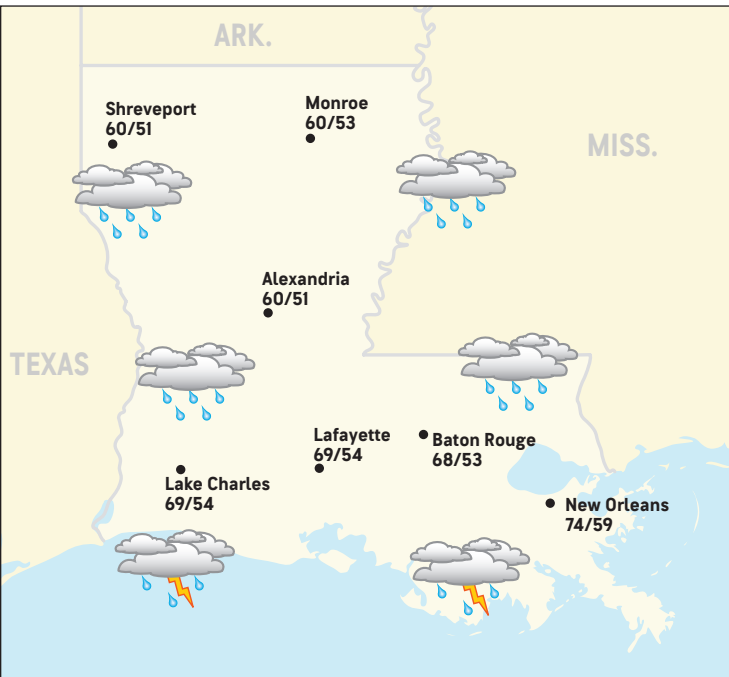 ARK.
Shreveport
60/51
Monroe
60/53
MISS.
Alexandria
60/51
TEXAS
Lafayette
69/54
Baton Rouge
68/53
Lake Charles
69/54
New Orleans
74/59